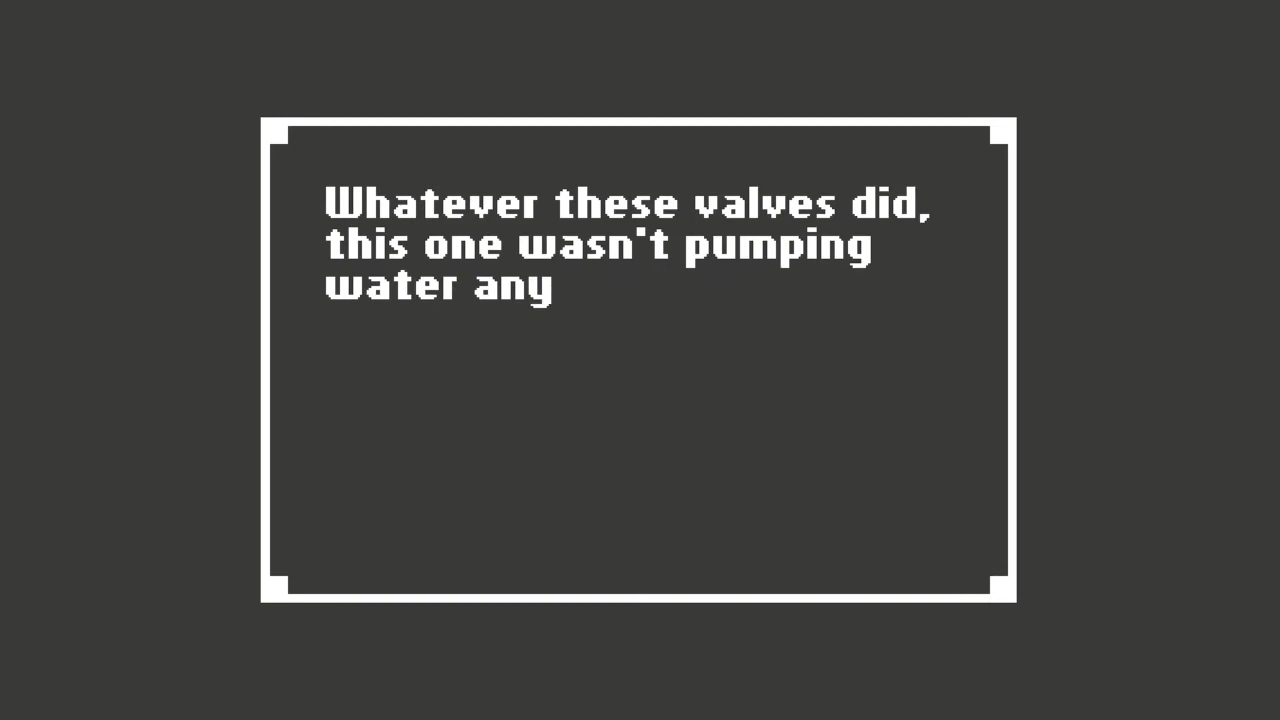 Whatever these valves did,
this one wasn't pumping
water any